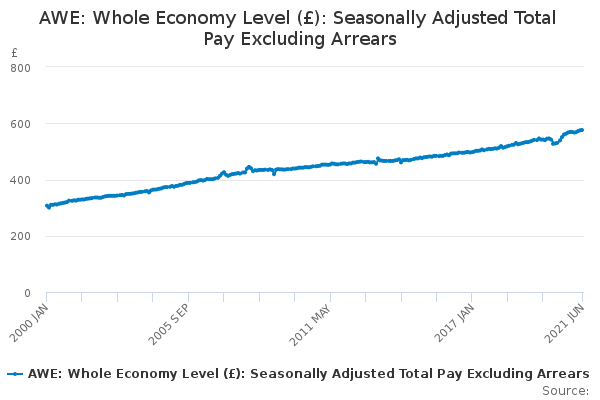 AWE: Whole Economy Level (£): Seasonally Adjusted Total
Pay Excluding Arrears
£
800
600
400
200
0
2000 JAN
2005 SEP
2011 MAY
2017 JAN
2021 JUN
AWE: Whole Economy Level (£): Seasonally Adjusted Total Pay Excluding Arrears
Source: